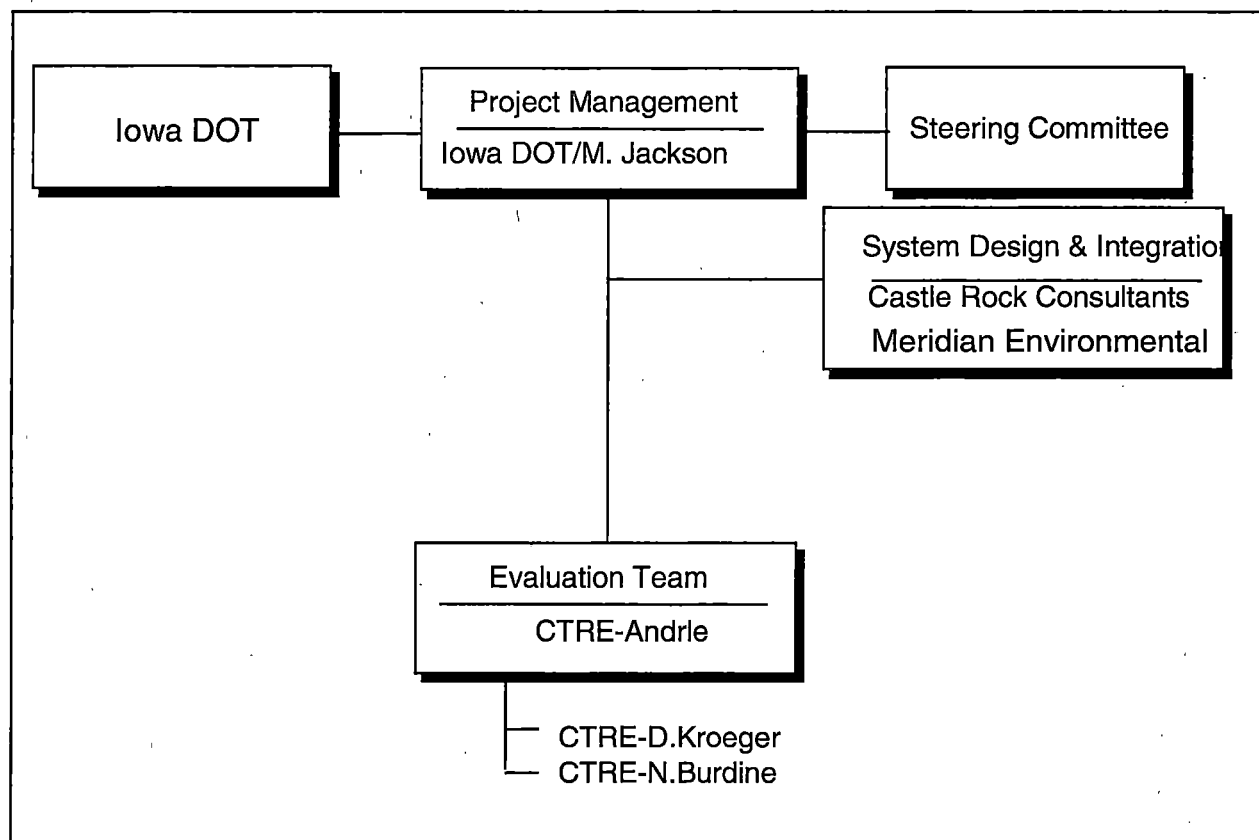 Iowa DOT
Project Management
Iowa DOT/M. Jackson
Steering Committee
System Design & Integration
Castle Rock Consultants
Meridian Environmental
Evaluation Team
CTRE-Andrle
CTRE-D.Kroeger
CTRE-N.Burdine